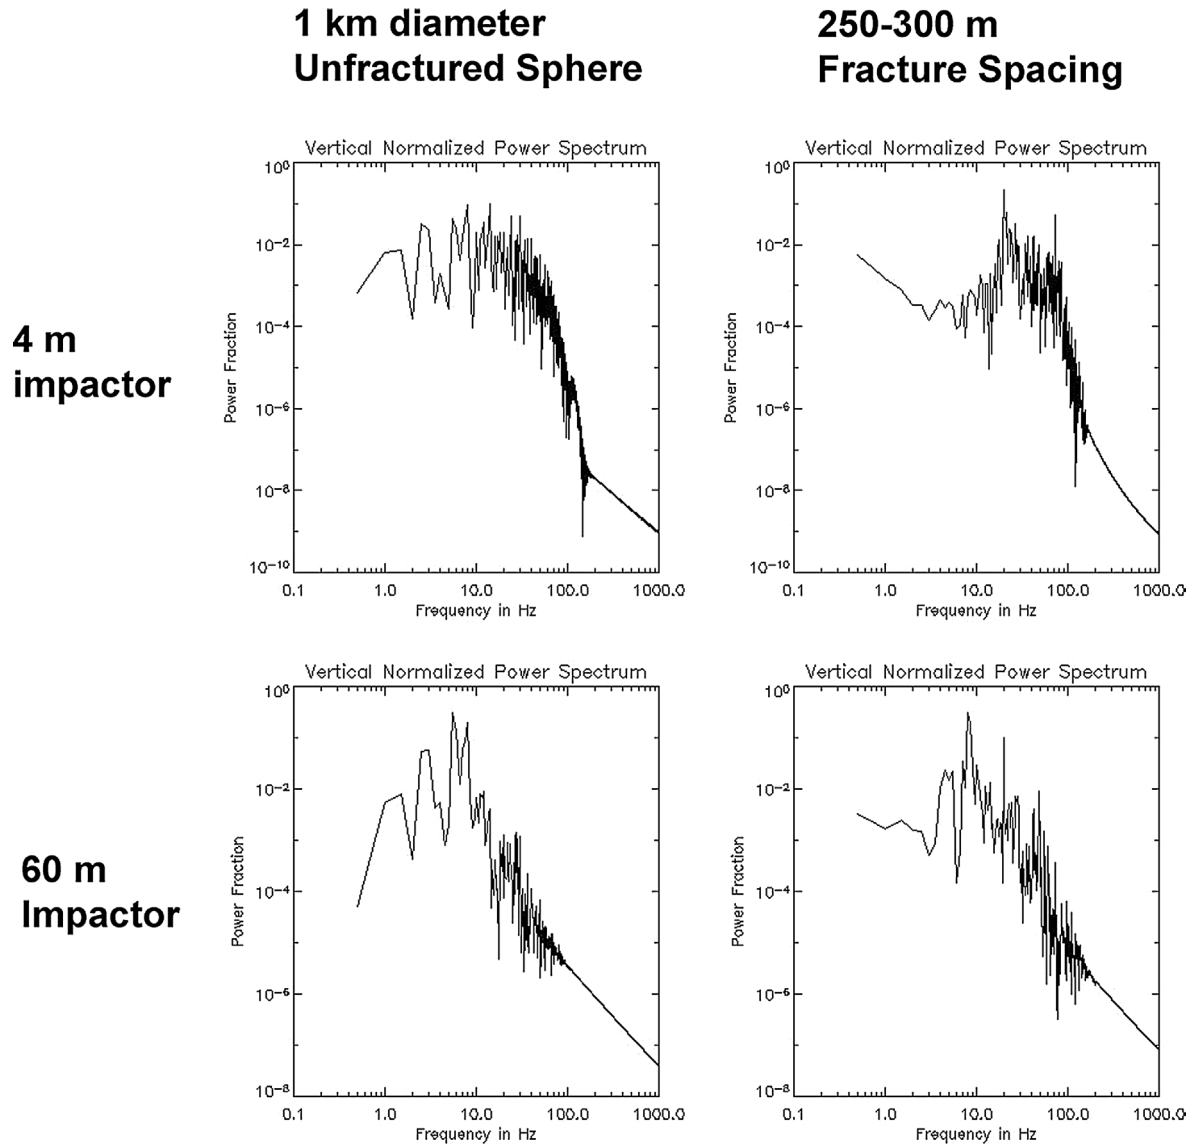 1 km diameter
Unfractured Sphere
250-300 m
Fracture Spacing
4 m
impactor
Vertical Normalized Power Spectrum
Power Fraction
10⁰
10⁻²
10⁻⁴
10⁻⁶
10⁻⁸
10⁻¹⁰
0.1 1.0 10.0 100.0 1000.0
Frequency in Hz
Vertical Normalized Power Spectrum
Power Fraction
10⁰
10⁻²
10⁻⁴
10⁻⁶
10⁻⁸
10⁻¹⁰
0.1 1.0 10.0 100.0 1000.0
Frequency in Hz
60 m
Impactor
Vertical Normalized Power Spectrum
Power Fraction
10⁰
10⁻²
10⁻⁴
10⁻⁶
10⁻⁸
0.1 1.0 10.0 100.0 1000.0
Frequency in Hz
Vertical Normalized Power Spectrum
Power Fraction
10⁰
10⁻²
10⁻⁴
10⁻⁶
10⁻⁸
0.1 1.0 10.0 100.0 1000.0
Frequency in Hz